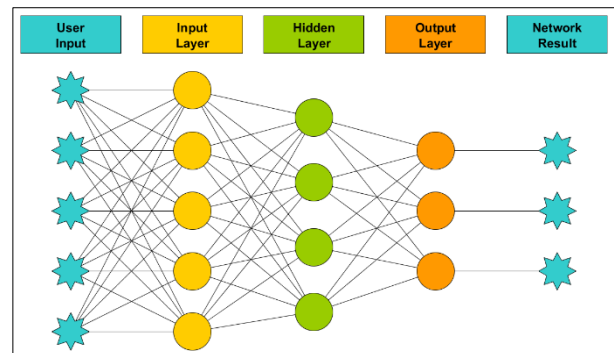 User
Input
Input
Layer
Hidden
Layer
Output
Layer
Network
Result